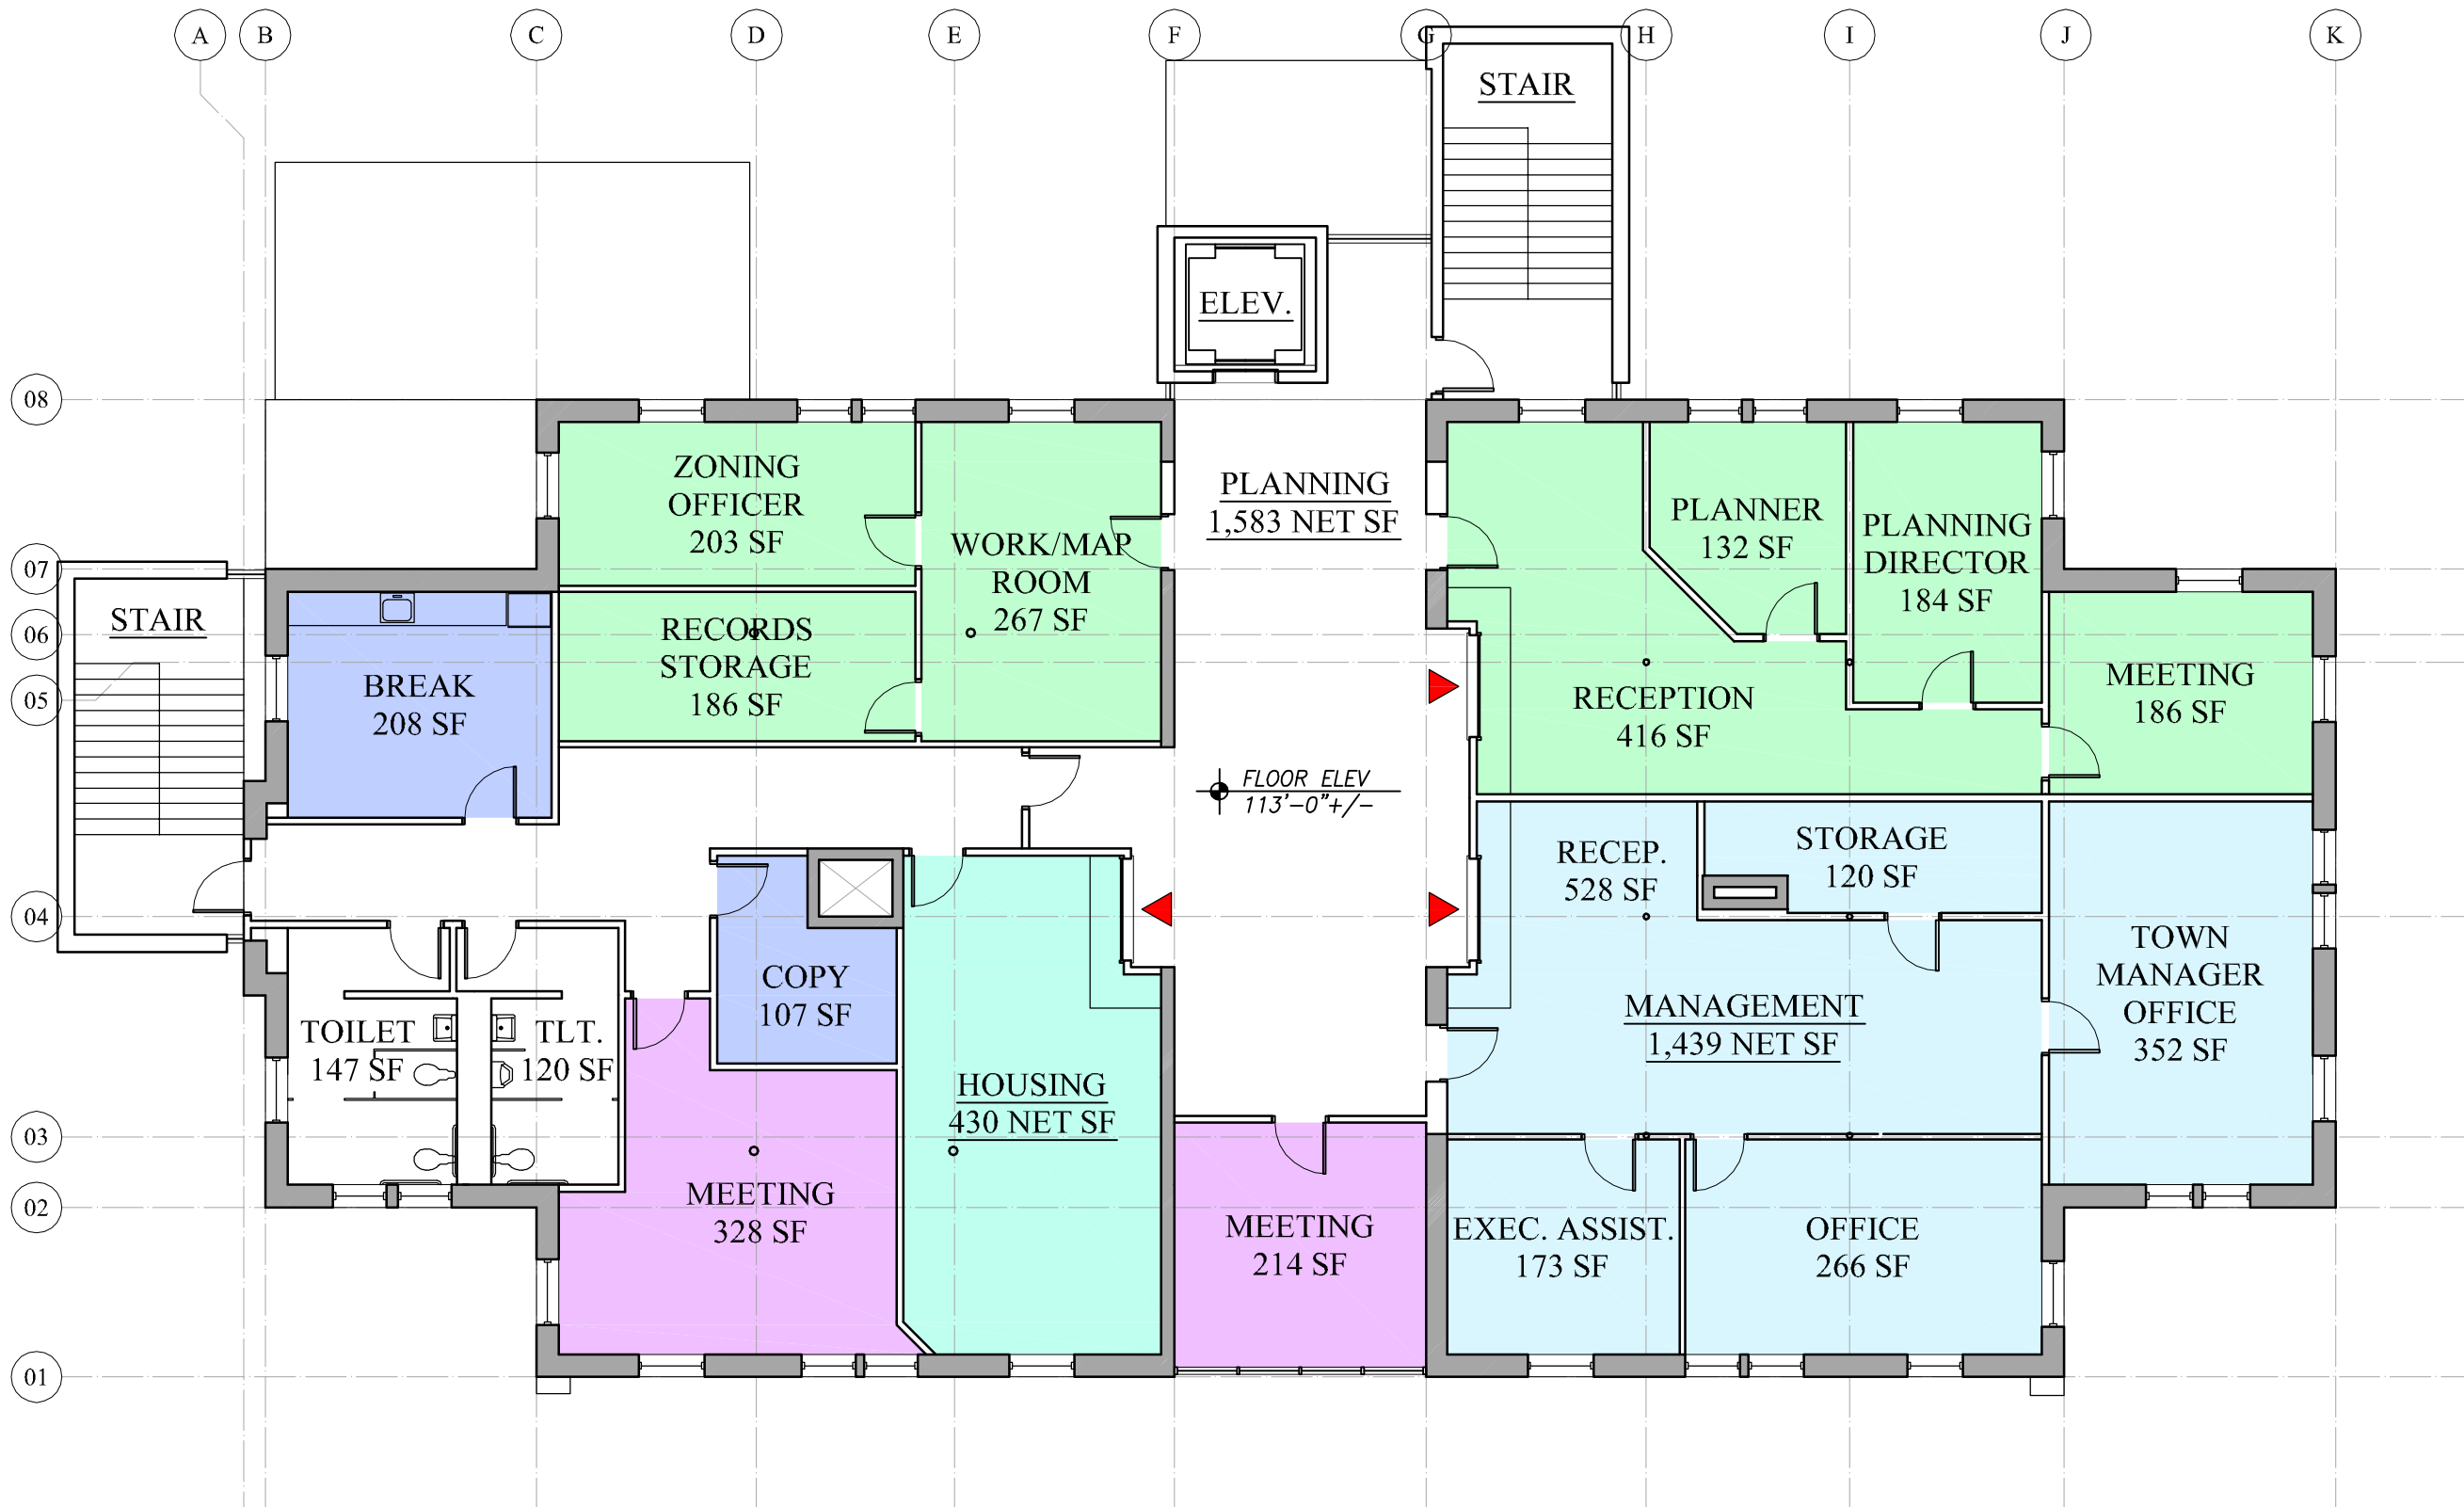 A
B
C
D
E
F
G
H
I
J
K
STAIR
ELEV.
08
ZONING
OFFICER
203 SF
WORK/MAP
ROOM
267 SF
PLANNING
1,583 NET SF
PLANNER
132 SF
PLANNING
DIRECTOR
184 SF
07
STAIR
06
05
BREAK
208 SF
RECORDS
STORAGE
186 SF
RECEPTION
416 SF
MEETING
186 SF
FLOOR ELEV
113'-0"+/-
RECEP.
528 SF
STORAGE
120 SF
04
COPY
107 SF
MANAGEMENT
1,439 NET SF
TOWN
MANAGER
OFFICE
352 SF
TOILET
147 SF
TLT.
120 SF
HOUSING
430 NET SF
03
MEETING
328 SF
02
MEETING
214 SF
EXEC. ASSIST.
173 SF
OFFICE
266 SF
01